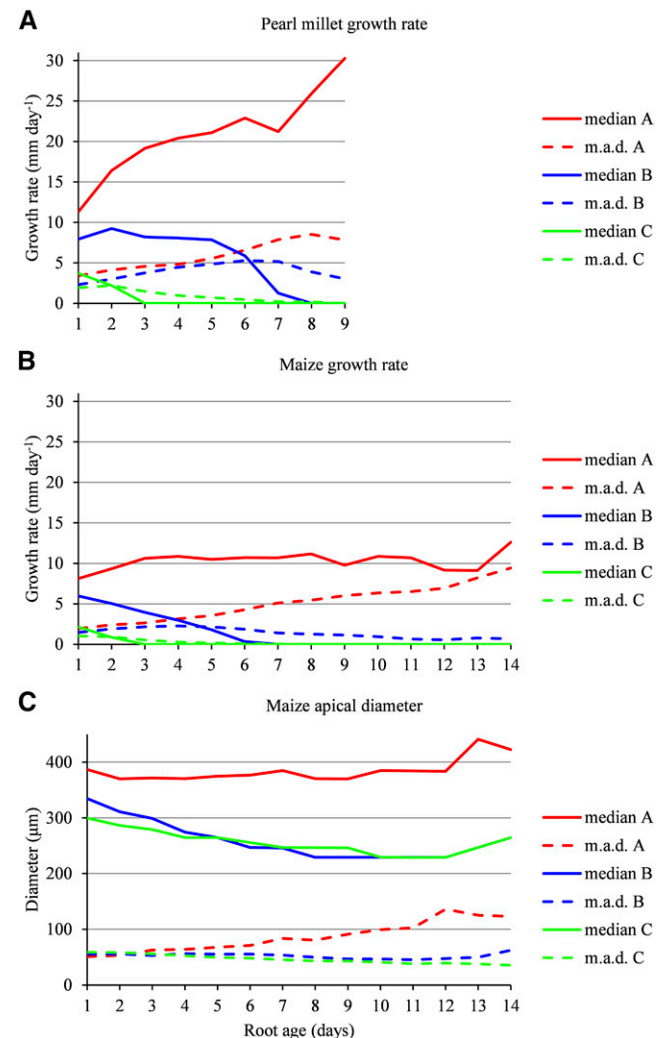 A
Pearl millet growth rate
Growth rate (mm day-1)
30
25
20
15
10
5
0
1 2 3 4 5 6 7 8 9
median A
m.a.d. A
median B
m.a.d. B
median C
m.a.d. C
B
Maize growth rate
Growth rate (mm day-1)
30
25
20
15
10
5
0
1 2 3 4 5 6 7 8 9 10 11 12 13 14
median A
m.a.d. A
median B
m.a.d. B
median C
m.a.d. C
C
Maize apical diameter
Diameter (µm)
400
300
200
100
0
1 2 3 4 5 6 7 8 9 10 11 12 13 14
Root age (days)
median A
m.a.d. A
median B
m.a.d. B
median C
m.a.d. C